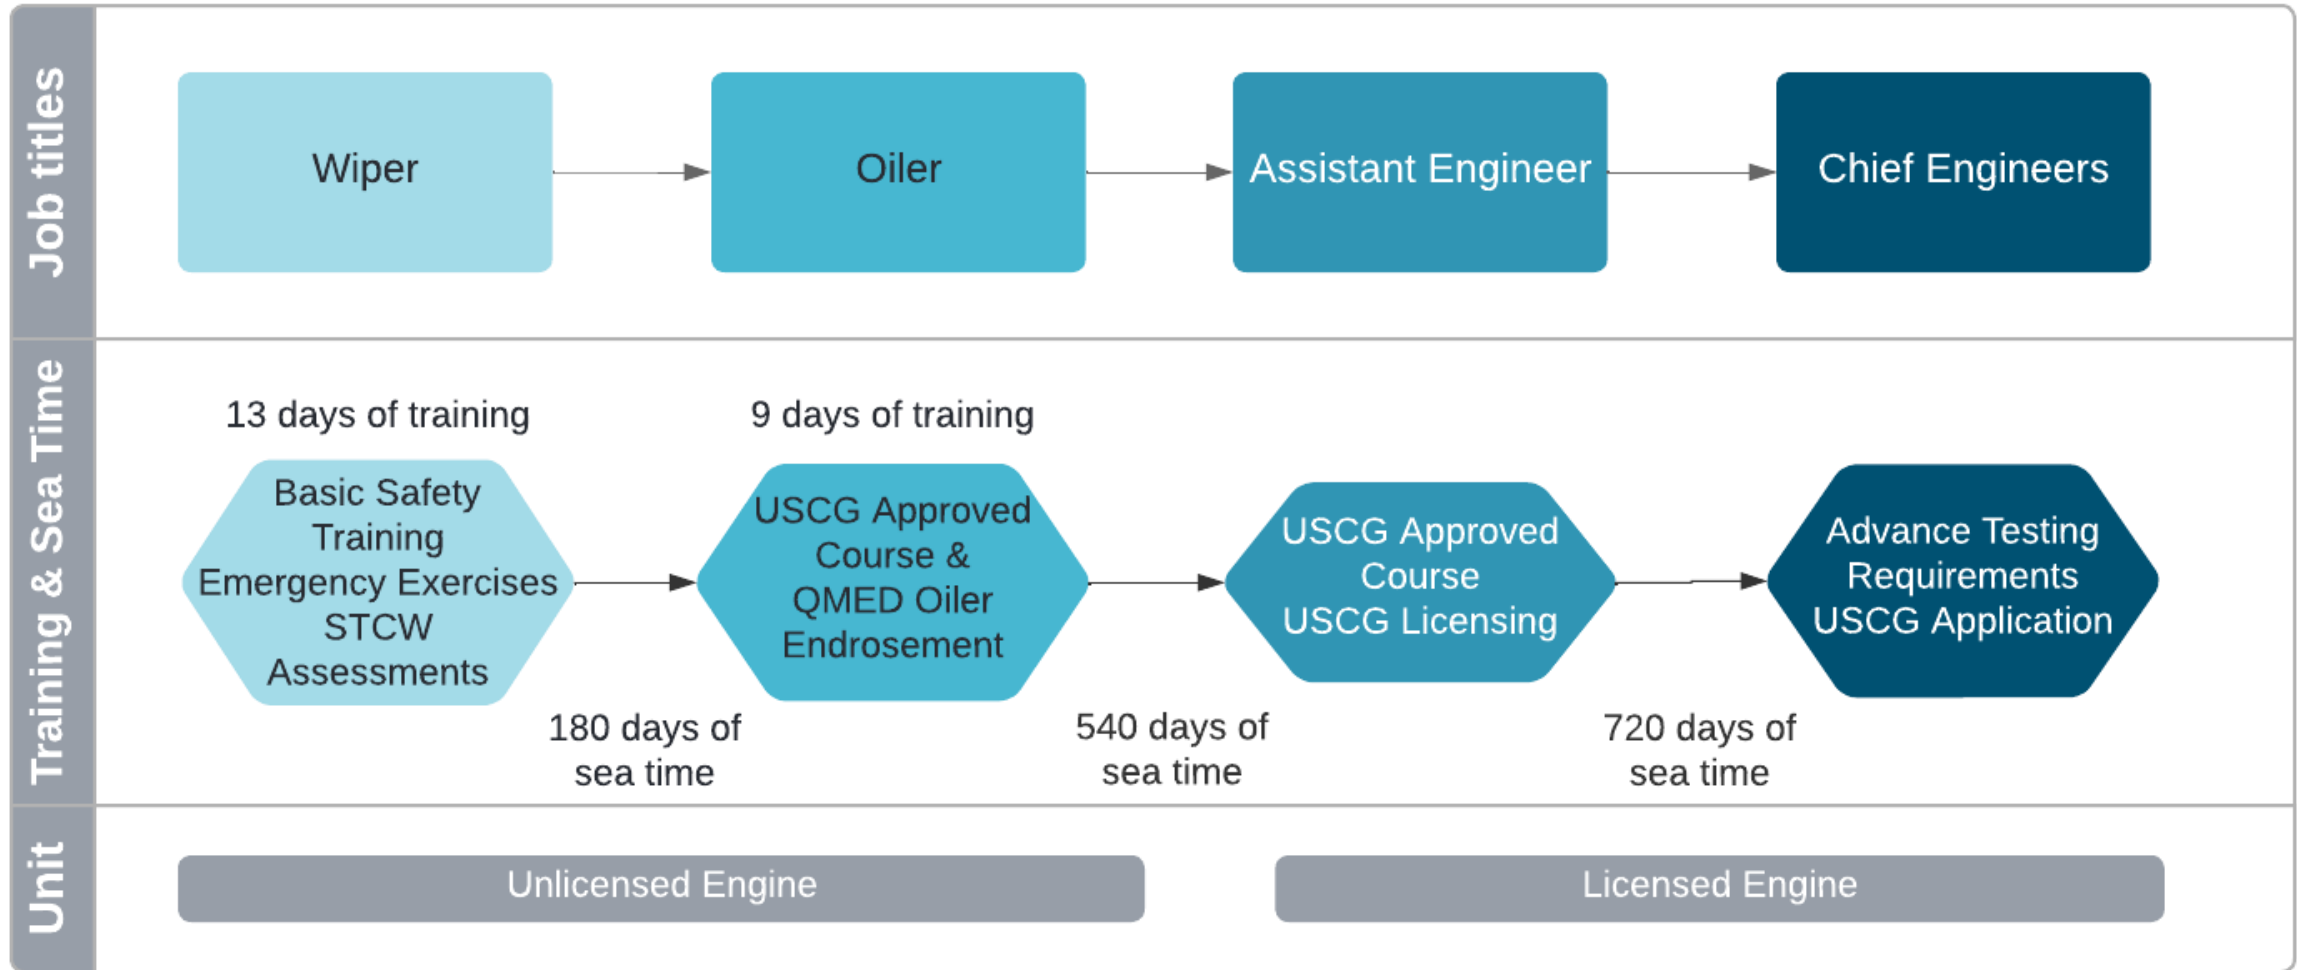 Job titles
Wiper
Oiler
Assistant Engineer
Chief Engineers
Training & Sea Time
13 days of training
9 days of training
Basic Safety
Training
Emergency Exercises
STCW
Assessments
USCG Approved
Course &
QMED Oiler
Endrosement
USCG Approved
Course
USCG Licensing
Advance Testing
Requirements
USCG Application
180 days of
sea time
540 days of
sea time
720 days of
sea time
Unit
Unlicensed Engine
Licensed Engine